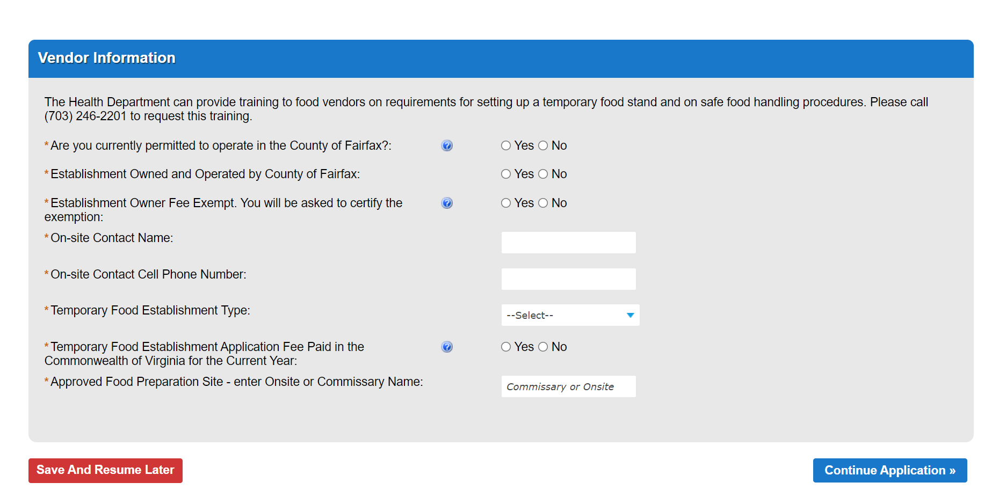 Vendor Information
The Health Department can provide training to food vendors on requirements for setting up a temporary food stand and on safe food handling procedures. Please call
(703) 246-2201 to request this training.
*Are you currently permitted to operate in the County of Fairfax?: ? Yes No
*Establishment Owned and Operated by County of Fairfax: Yes No
*Establishment Owner Fee Exempt. You will be asked to certify the ? Yes No
exemption:
*On-site Contact Name:
*On-site Contact Cell Phone Number:
*Temporary Food Establishment Type: --Select--
*Temporary Food Establishment Application Fee Paid in the ? Yes No
Commonwealth of Virginia for the Current Year:
*Approved Food Preparation Site - enter Onsite or Commissary Name: Commissary or Onsite
Save And Resume Later Continue Application »